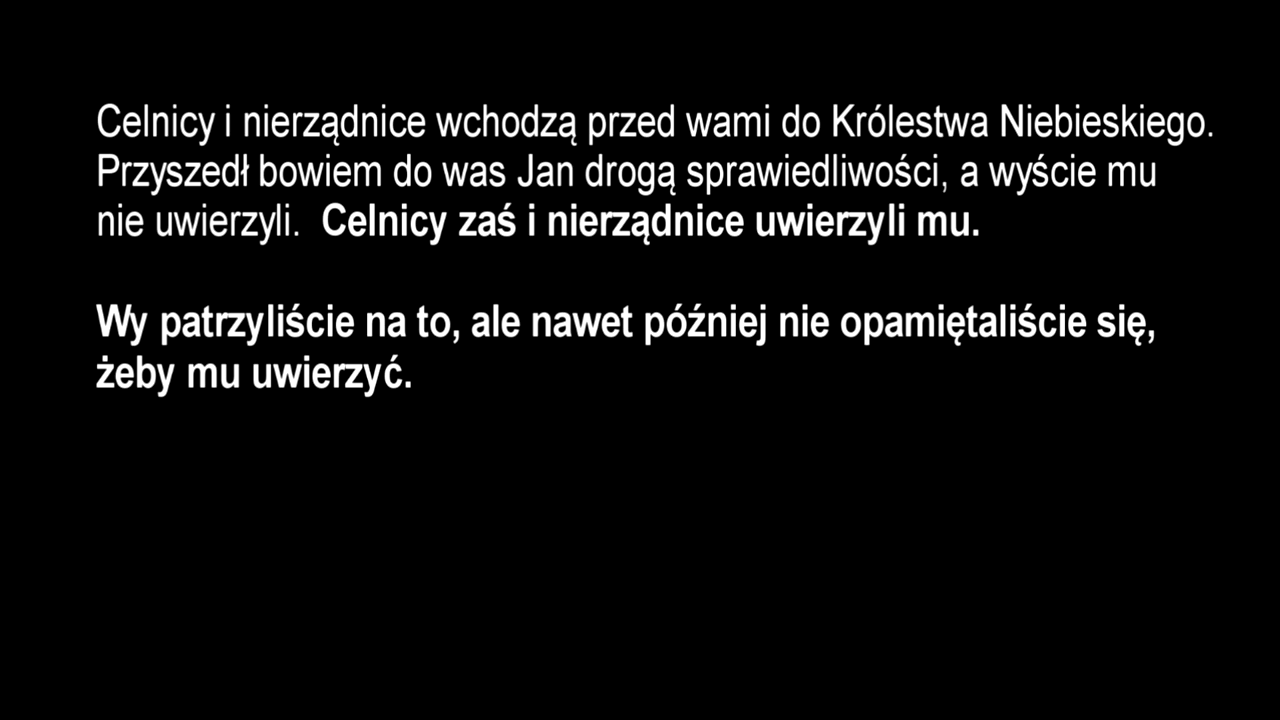 Celnicy i nierządnice wchodzą przed wami do Królestwa Niebieskiego.
Przyszedł bowiem do was Jan drogą sprawiedliwości, a wyście mu
nie uwierzyli.  Celnicy zaś i nierządnice uwierzyli mu.
Wy patrzyliście na to, ale nawet później nie opamiętaliście się,
żeby mu uwierzyć.